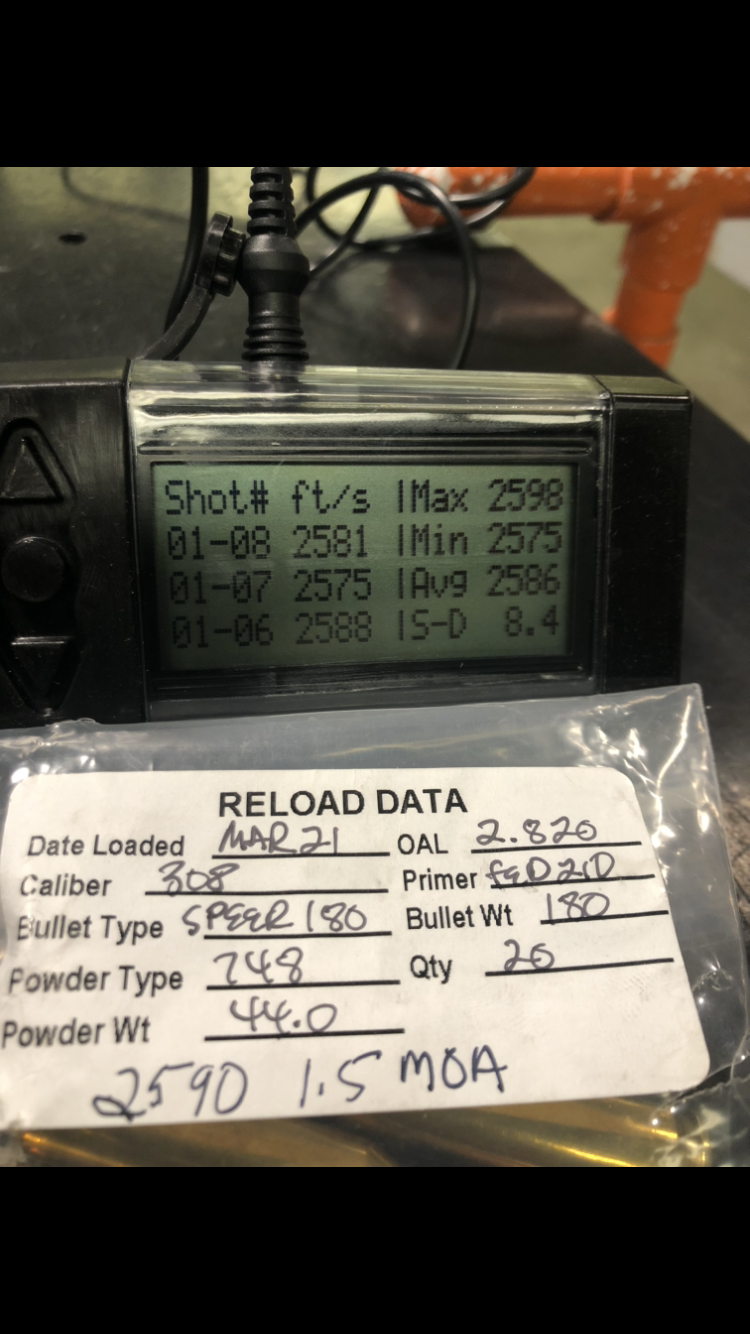 Shot# ft/s |Max 2598
01-08 2581 |Min 2575
01-07 2575 |Avg 2586
01-06 2588 |S-D 8.4
RELOAD DATA
Date Loaded MAR 21 OAL 2.820
Caliber 308 Primer FED 210
Bullet Type SPEER 180 Bullet Wt 180
Powder Type 748 Qty 20
Powder Wt 44.0
2590 1.5 MOA